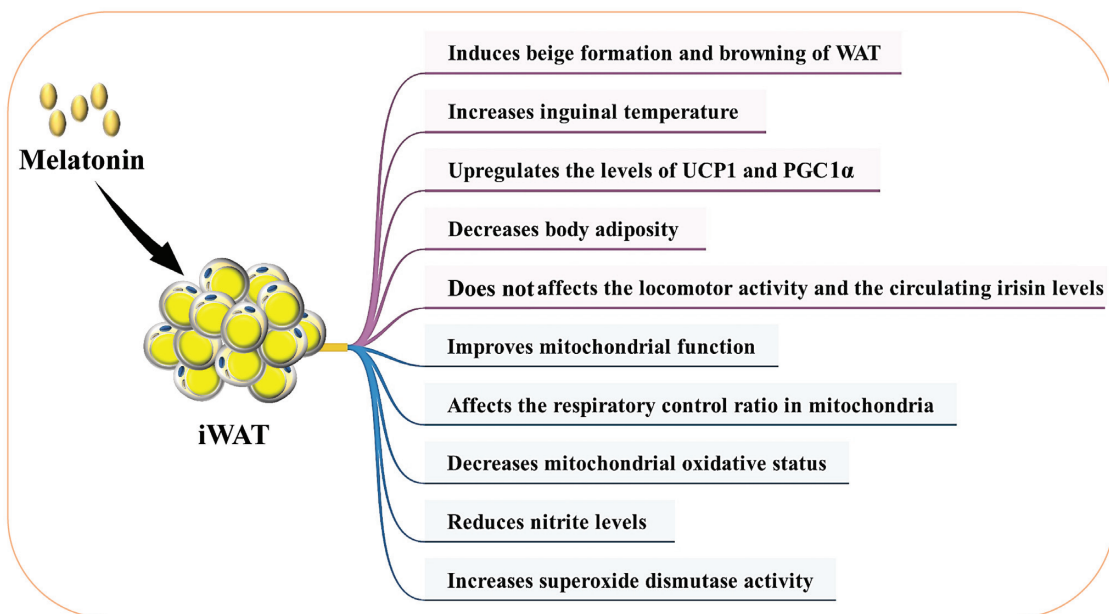 Melatonin
iWAT
Induces beige formation and browning of WAT
Increases inguinal temperature
Upregulates the levels of UCP1 and PGC1α
Decreases body adiposity
Does not affects the locomotor activity and the circulating irisin levels
Improves mitochondrial function
Affects the respiratory control ratio in mitochondria
Decreases mitochondrial oxidative status
Reduces nitrite levels
Increases superoxide dismutase activity